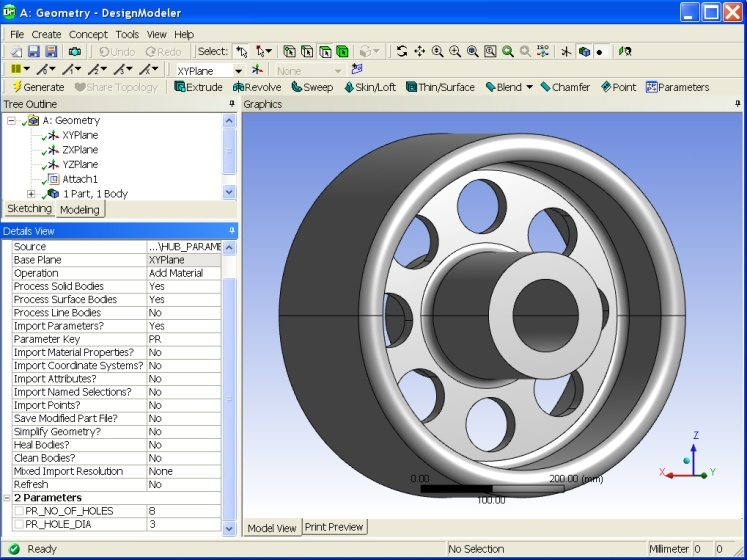 A: Geometry - DesignModeler
File Create Concept Tools View Help
Undo Redo Select:
XYPlane None
Generate Share Topology Extrude Revolve Sweep Skin/Loft Thin/Surface Blend Chamfer Point Parameters
Tree Outline
A: Geometry
XYPlane
ZXPlane
YZPlane
Attach1
1 Part, 1 Body
Sketching Modeling
Details View
Source ...\HUB_PARAME
Base Plane XYPlane
Operation Add Material
Process Solid Bodies Yes
Process Surface Bodies Yes
Process Line Bodies No
Import Parameters? Yes
Parameter Key PR
Import Material Properties? No
Import Coordinate Systems? No
Import Attributes? No
Import Named Selections? No
Import Points? No
Save Modified Part File? No
Simplify Geometry? No
Heal Bodies? No
Clean Bodies? No
Mixed Import Resolution None
Refresh No
2 Parameters
PR_NO_OF_HOLES 8
PR_HOLE_DIA 3
Graphics
0.00 200.00 (mm)
100.00
Z
X Y
Model View Print Preview
Ready No Selection Millimeter 0 0